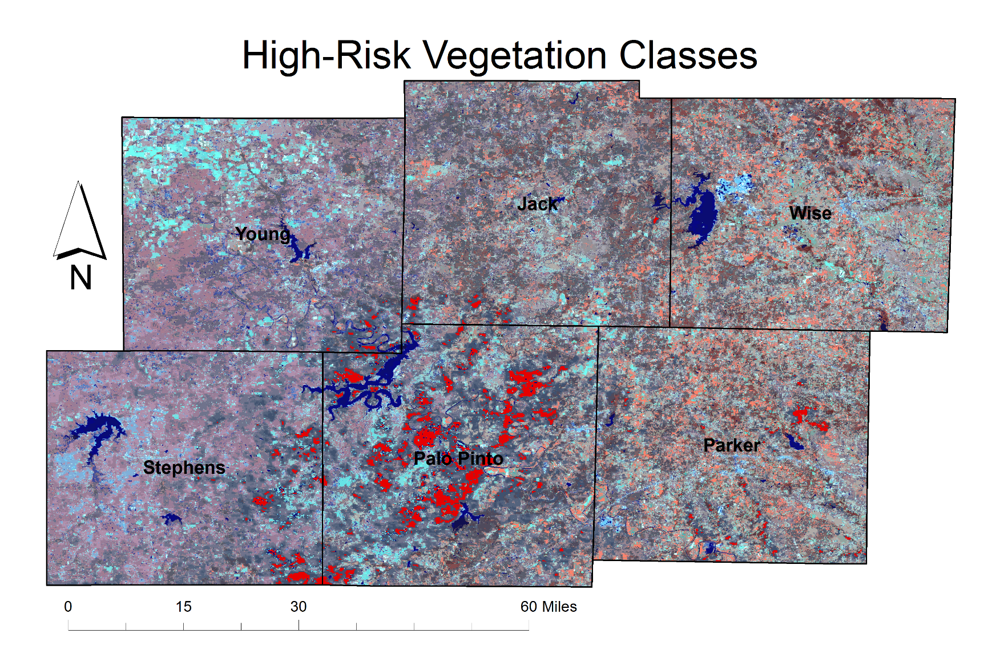 High-Risk Vegetation Classes
Jack
Wise
Young
N
Palo Pinto
Parker
Stephens
0 15 30 60 Miles